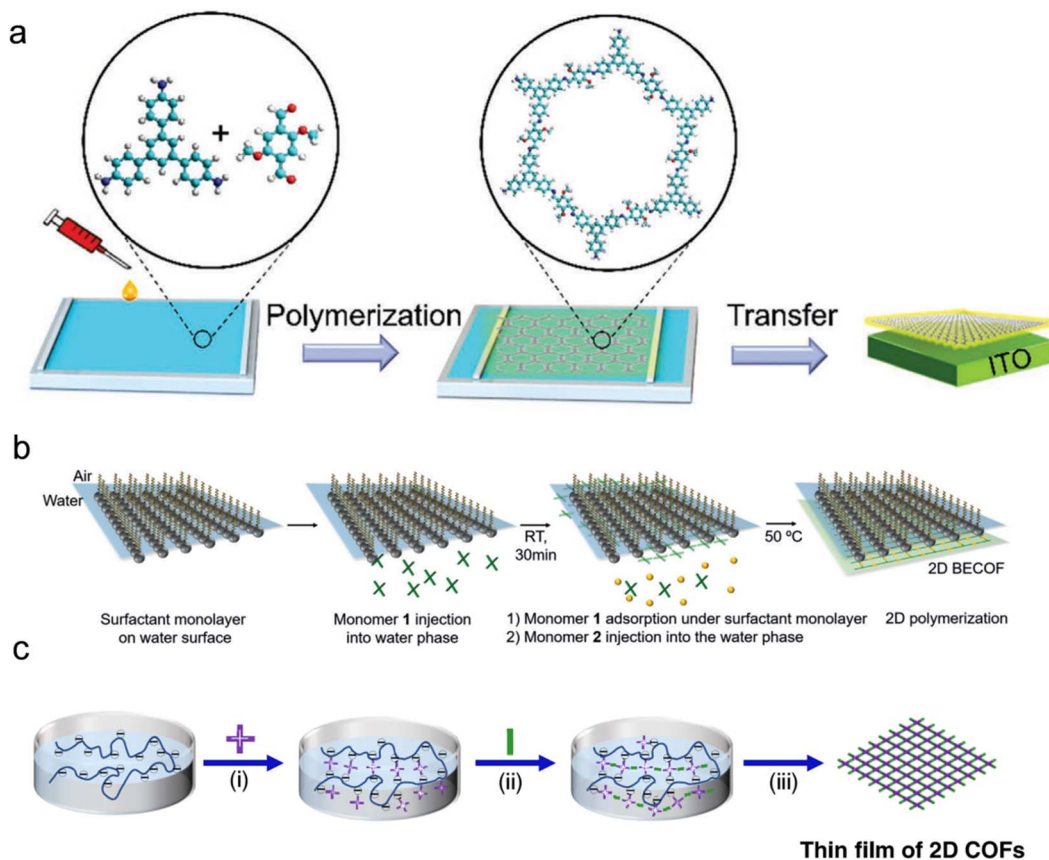 a
+
Polymerization
Transfer
ITO
b
Air
Water
RT,
30min
50 ºC
2D BECOF
Surfactant monolayer
on water surface
Monomer 1 injection
into water phase
1) Monomer 1 adsorption under surfactant monolayer
2) Monomer 2 injection into the water phase
2D polymerization
c
(i)
(ii)
(iii)
Thin film of 2D COFs